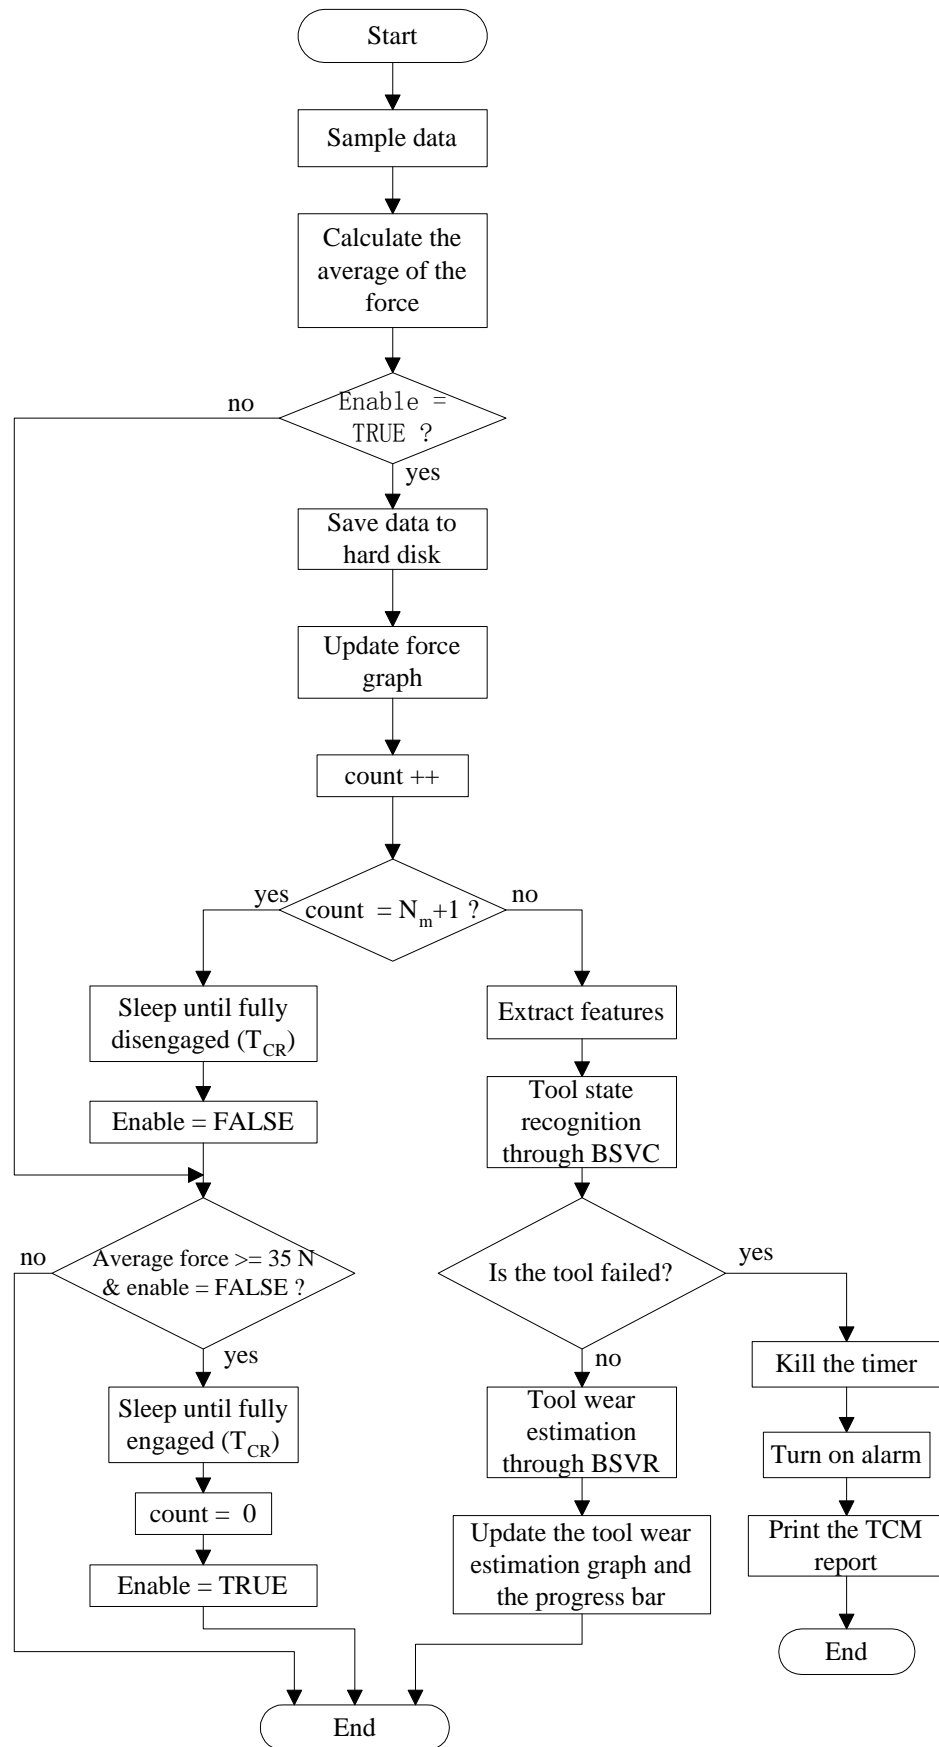 Start
Sample data
Calculate the
average of the
force
no
Enable =
TRUE ?
yes
Save data to
hard disk
Update force
graph
count ++
yes
count = Nm+1 ?
no
Sleep until fully
disengaged (TCR)
Enable = FALSE
Extract features
Tool state
recognition
through BSVC
no
Average force >= 35 N
& enable = FALSE ?
yes
Is the tool failed?
yes
no
Sleep until fully
engaged (TCR)
count = 0
Enable = TRUE
Tool wear
estimation
through BSVR
Update the tool wear
estimation graph and
the progress bar
Kill the timer
Turn on alarm
Print the TCM
report
End
End